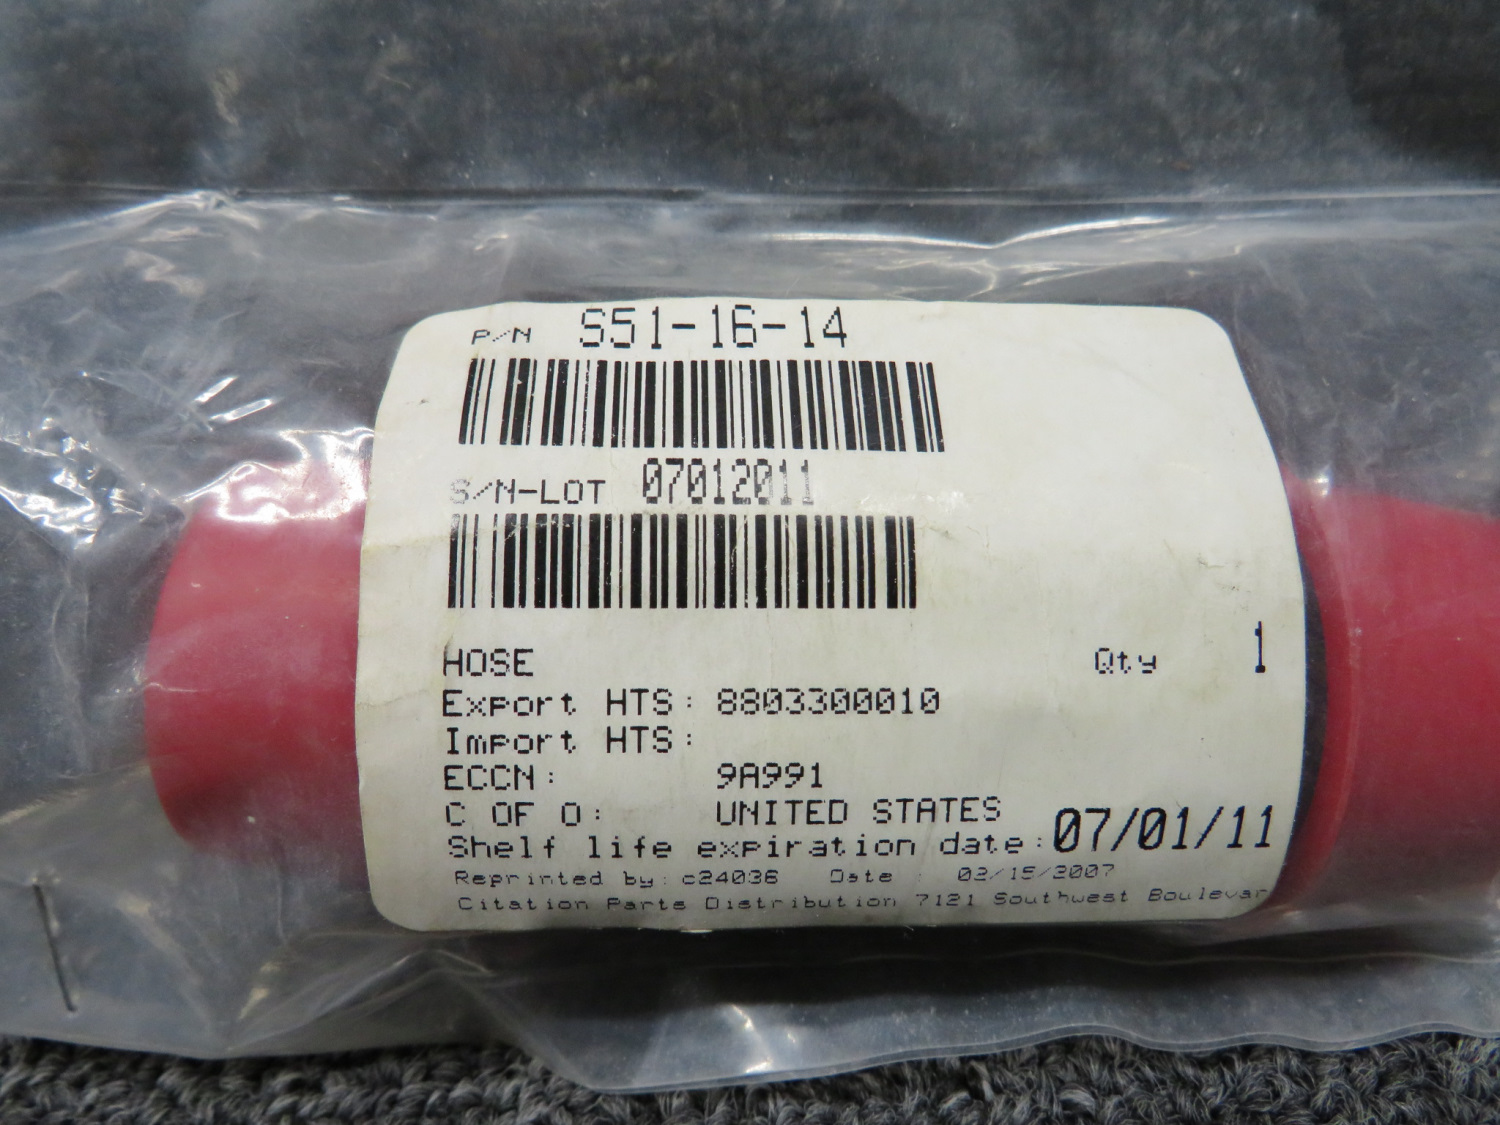 P/N S51-16-14
S/N-LOT 07012011
HOSE Qty 1
Export HTS: 8803300010
Import HTS:
ECCN: 9A991
C OF O: UNITED STATES
Shelf life expiration date: 07/01/11
Reprinted by: c24036 Date : 02/15/2007
Citation Parts Distribution 7121 Southwest Boulevar